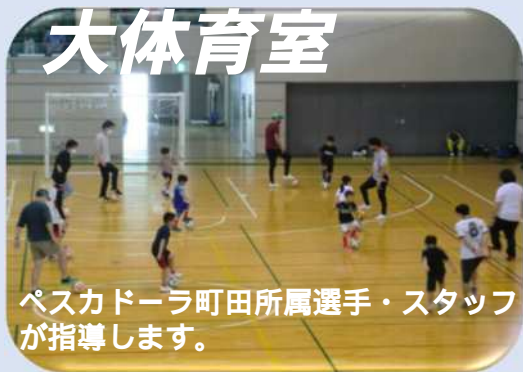 大体育室
ペスカドーラ町田所属選手・スタッフ
が指導します。